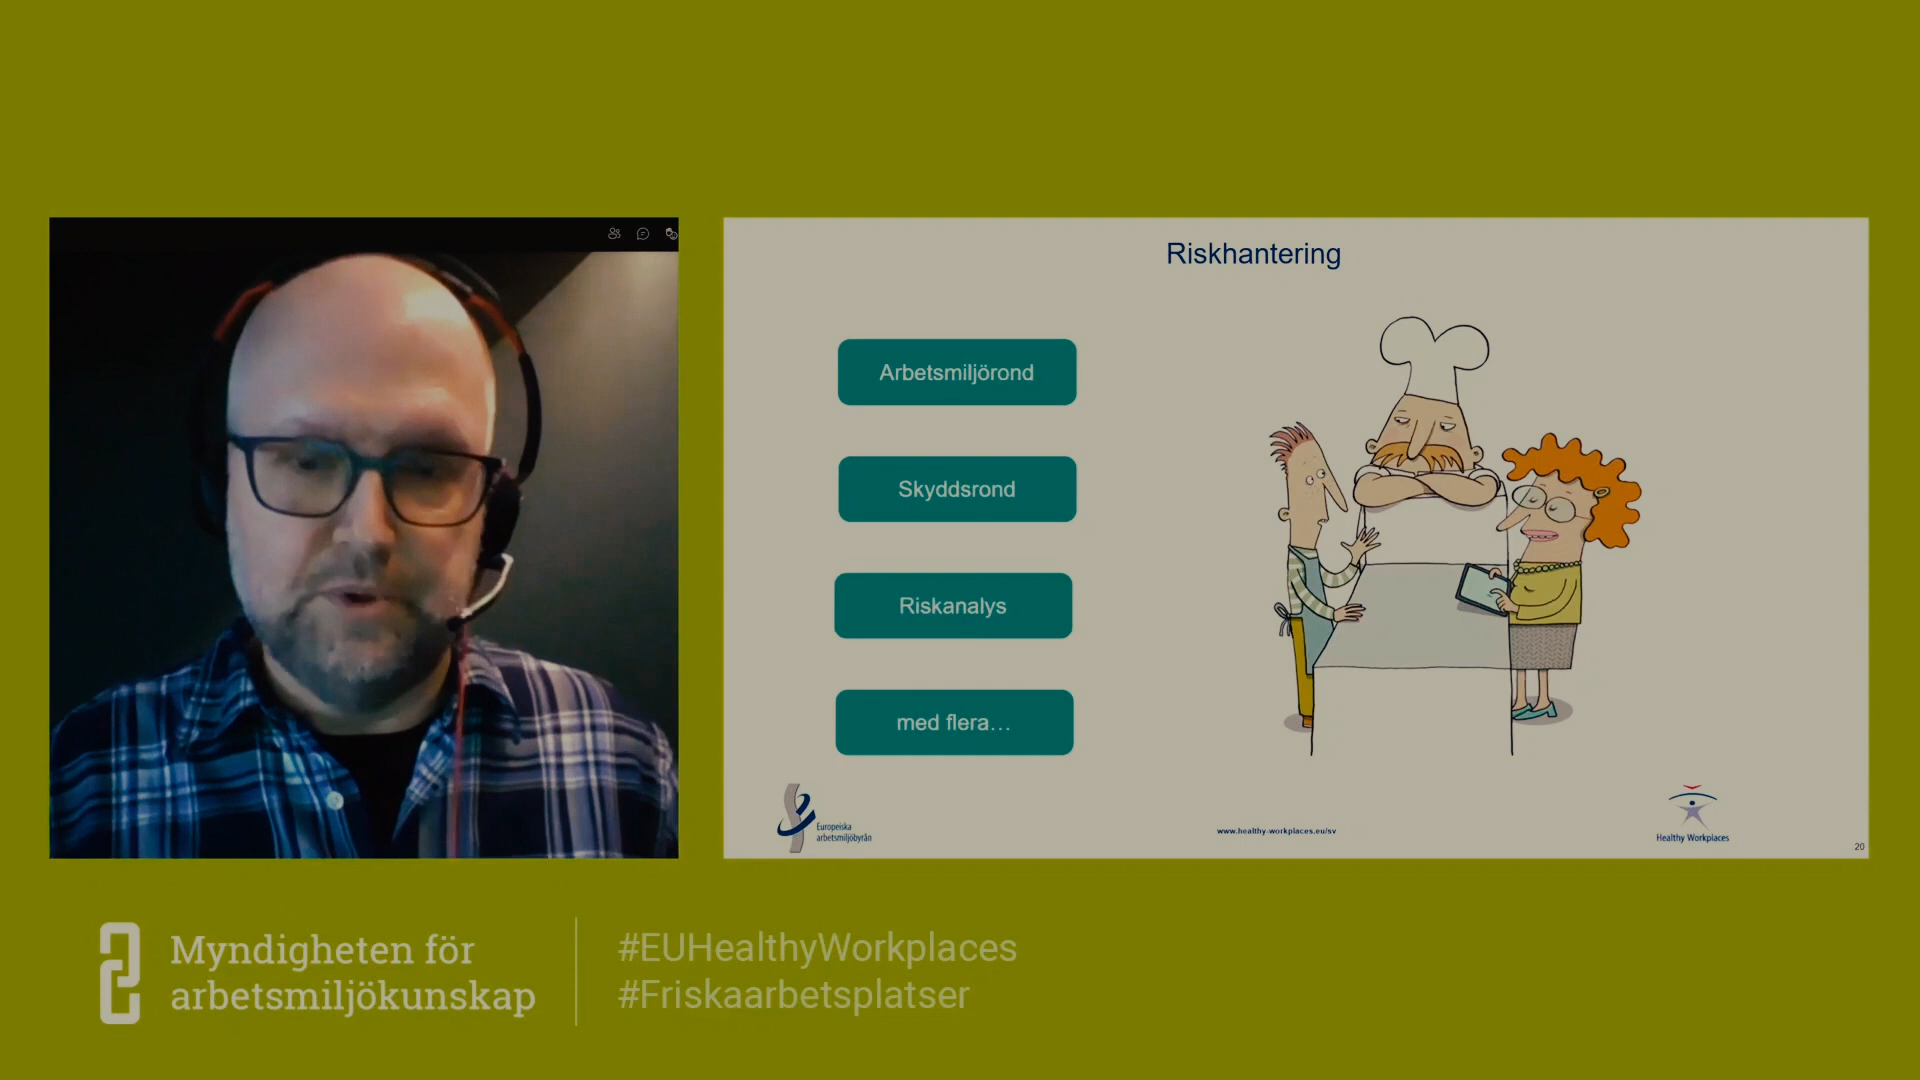 Riskhantering
Arbetsmiljörond
Skyddsrond
Riskanalys
med flera…
Europeiska
arbetsmiljöbyrån
www.healthy-workplaces.eu/sv
Healthy Workplaces
20
Myndigheten för
arbetsmiljökunskap
#EUHealthyWorkplaces
#Friskaarbetsplatser